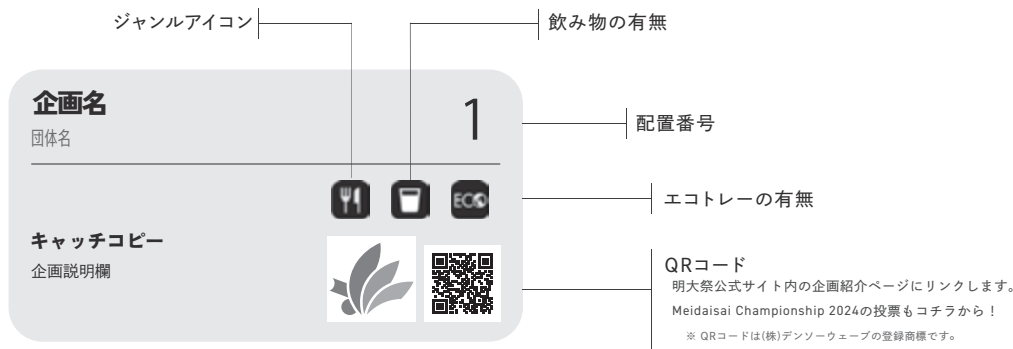 ジャンルアイコン
飲み物の有無
企画名
団体名
1
配置番号
ECO
エコトレーの有無
キャッチコピー
企画説明欄
QRコード
明大祭公式サイト内の企画紹介ページにリンクします。
Meidaisai Championship 2024の投票もコチラから！
※ QRコードは(株)デンソーウェーブの登録商標です。